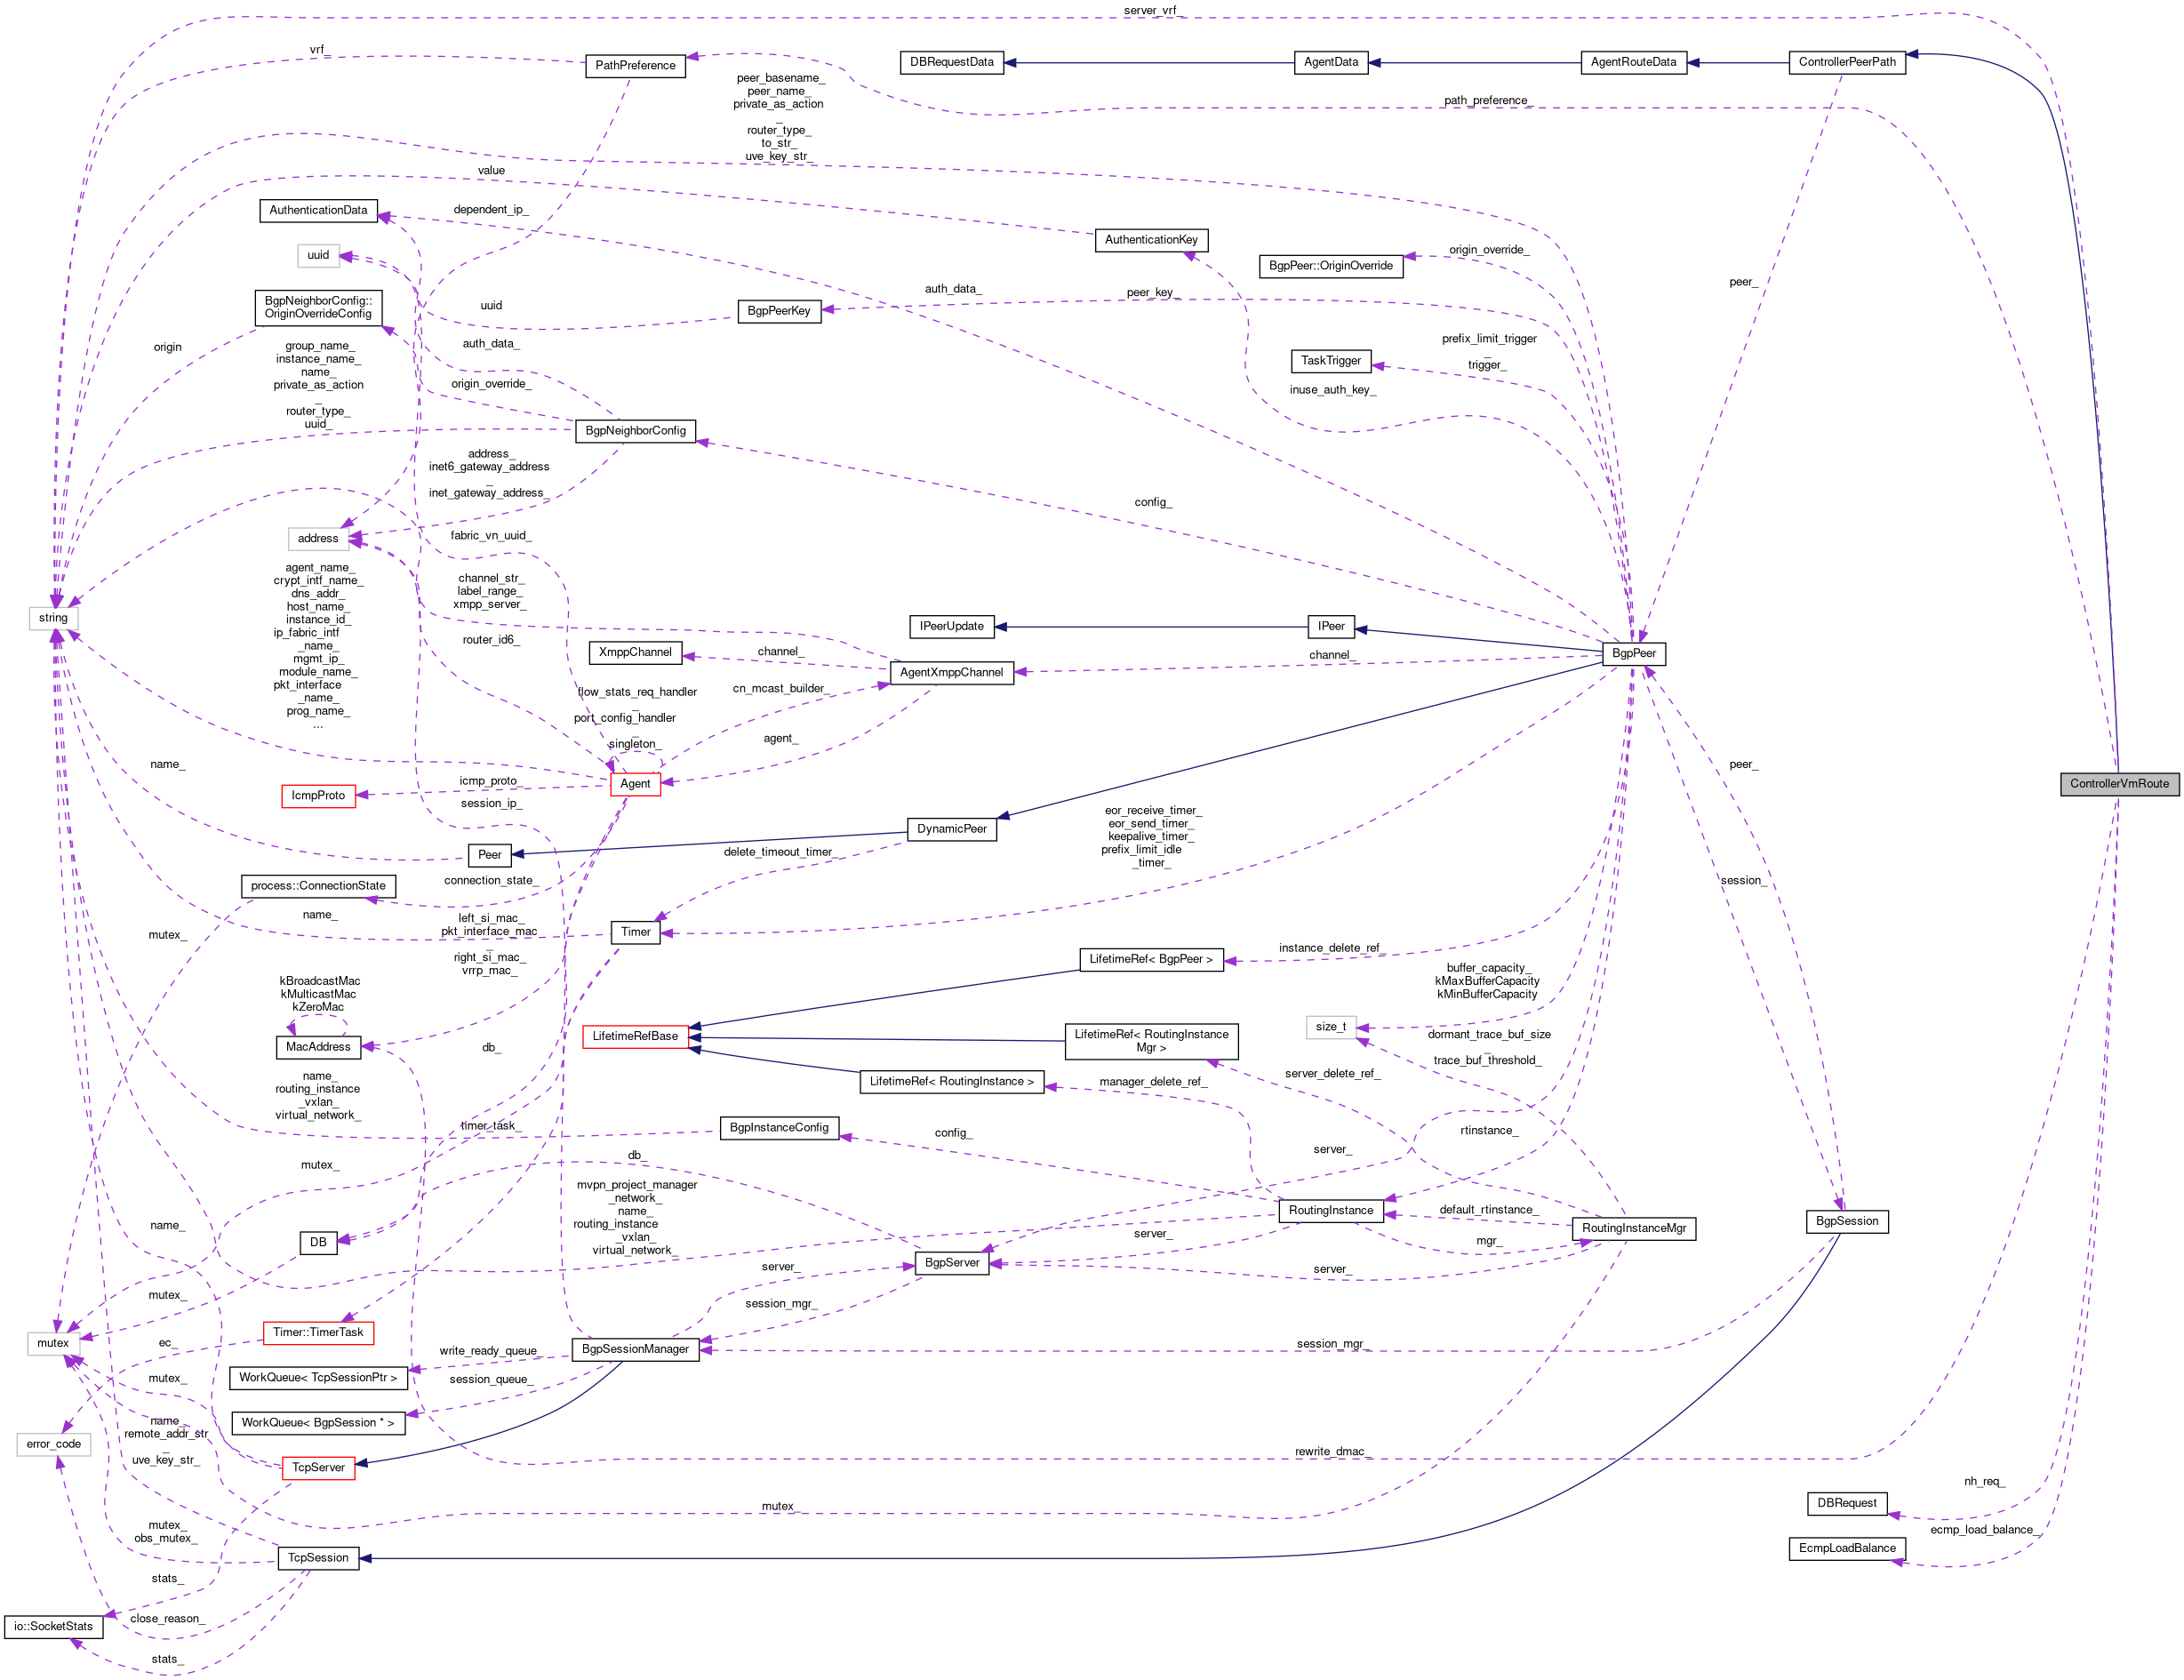 server_vrf_
vrf_
PathPreference
DBRequestData
AgentData
AgentRouteData
ControllerPeerPath
peer_basename_
peer_name_
private_as_action
_
router_type_
to_str_
uve_key_str_
path_preference_
value
AuthenticationData
dependent_ip_
AuthenticationKey
uuid
BgpPeer::OriginOverride
origin_override_
peer_
BgpNeighborConfig::
OriginOverrideConfig
uuid
BgpPeerKey
auth_data_
peer_key_
origin
auth_data_
group_name_
instance_name_
name_
private_as_action
_
router_type_
uuid_
origin_override_
TaskTrigger
prefix_limit_trigger
_
trigger_
inuse_auth_key_
BgpNeighborConfig
address_
inet6_gateway_address
_
inet_gateway_address_
config_
address
fabric_vn_uuid_
agent_name_
crypt_intf_name_
dns_addr_
host_name_
instance_id_
ip_fabric_intf
_name_
mgmt_ip_
module_name_
pkt_interface
_name_
prog_name_
...
channel_str_
label_range_
xmpp_server_
string
router_id6_
XmppChannel
channel_
IPeerUpdate
IPeer
BgpPeer
channel_
AgentXmppChannel
flow_stats_req_handler
_
port_config_handler
_
singleton_
cn_mcast_builder_
agent_
name_
IcmpProto
icmp_proto_
Agent
session_ip_
peer_
ControllerVmRoute
DynamicPeer
eor_receive_timer_
eor_send_timer_
keepalive_timer_
prefix_limit_idle
_timer_
Peer
delete_timeout_timer_
process::ConnectionState
connection_state_
session_
mutex_
name_
left_si_mac_
pkt_interface_mac
_
right_si_mac_
vrrp_mac_
Timer
LifetimeRef< BgpPeer >
instance_delete_ref_
kBroadcastMac
kMulticastMac
kZeroMac
buffer_capacity_
kMaxBufferCapacity
kMinBufferCapacity
MacAddress
db_
LifetimeRefBase
LifetimeRef< RoutingInstance
Mgr >
size_t
dormant_trace_buf_size
_
trace_buf_threshold_
name_
routing_instance
_vxlan_
virtual_network_
LifetimeRef< RoutingInstance >
manager_delete_ref_
server_delete_ref_
timer_task_
BgpInstanceConfig
config_
rtinstance_
server_
mutex_
db_
mvpn_project_manager
_network_
name_
routing_instance
_vxlan_
virtual_network_
RoutingInstance
default_rtinstance_
RoutingInstanceMgr
BgpSession
name_
DB
server_
mgr_
BgpServer
server_
server_
mutex_
session_mgr_
Timer::TimerTask
mutex
ec_
write_ready_queue_
BgpSessionManager
session_mgr_
WorkQueue< TcpSessionPtr >
mutex_
session_queue_
WorkQueue< BgpSession * >
name_
remote_addr_str
_
uve_key_str_
error_code
TcpServer
rewrite_dmac_
nh_req_
DBRequest
mutex_
mutex_
obs_mutex_
ecmp_load_balance_
EcmpLoadBalance
TcpSession
stats_
close_reason_
io::SocketStats
stats_